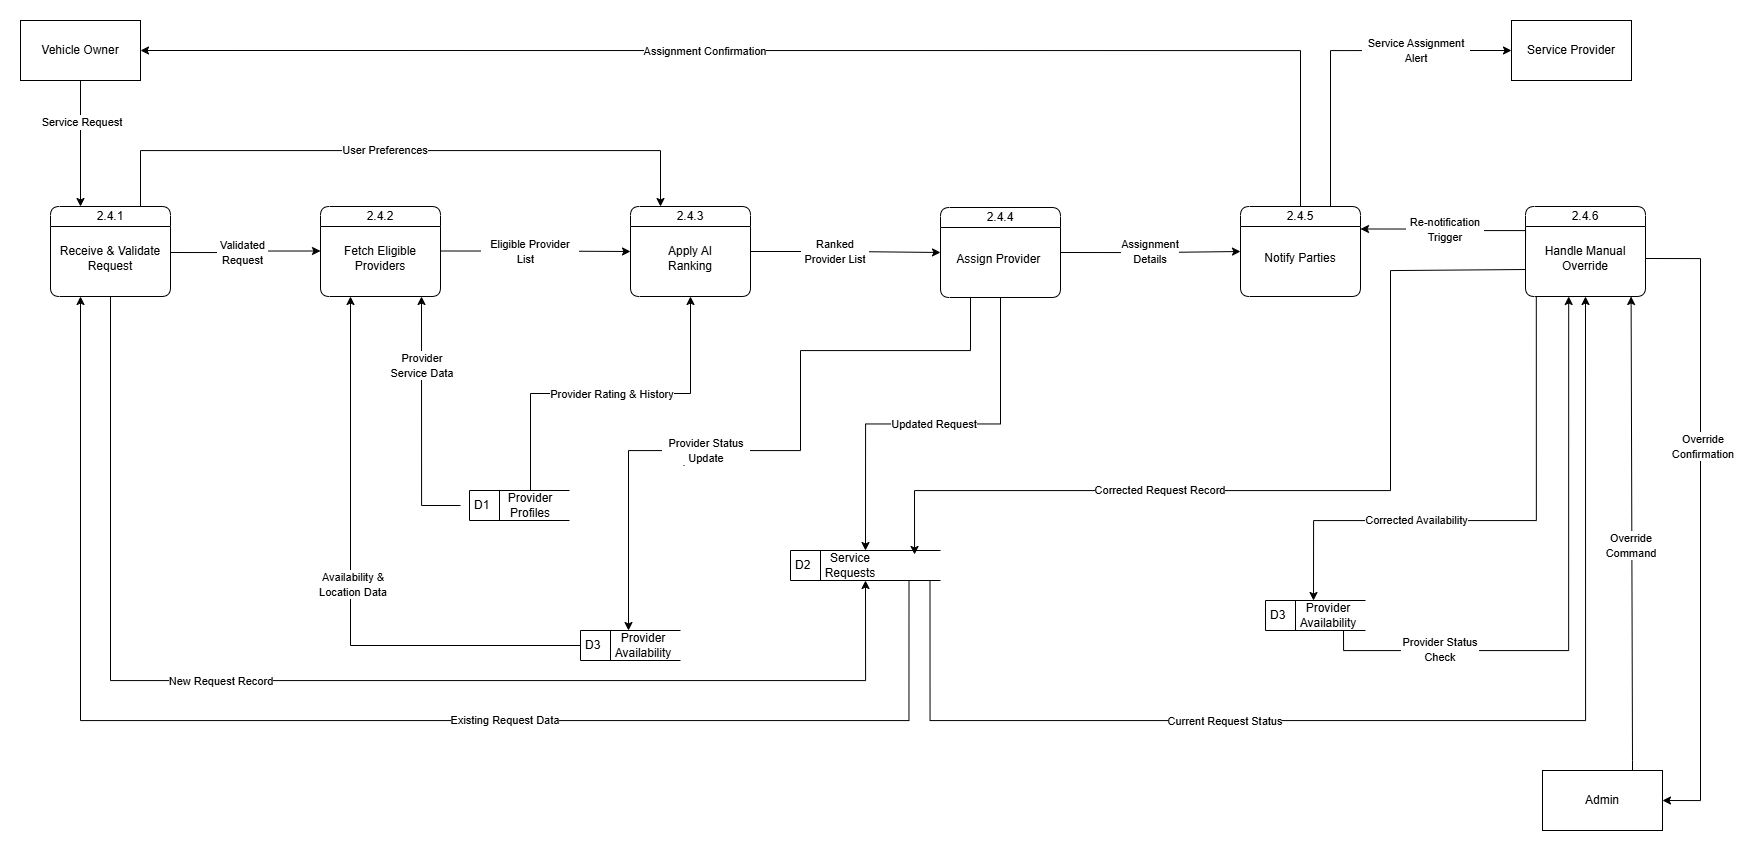 Vehicle Owner
Assignment Confirmation
Service Assignment
Alert
Service Provider
Service Request
User Preferences
2.4.1
Receive & Validate
Request
Validated
Request
2.4.2
Fetch Eligible
Providers
Eligible Provider
List
2.4.3
Apply AI
Ranking
Ranked
Provider List
2.4.4
Assign Provider
Assignment
Details
2.4.5
Notify Parties
Re-notification
Trigger
2.4.6
Handle Manual
Override
Provider
Service Data
Provider Rating & History
Updated Request
Provider Status
Update
Override
Confirmation
D1
Provider
Profiles
Corrected Request Record
Corrected Availability
Override
Command
D2
Service
Requests
Availability &
Location Data
D3
Provider
Availability
D3
Provider
Availability
Provider Status
Check
New Request Record
Existing Request Data
Current Request Status
Admin